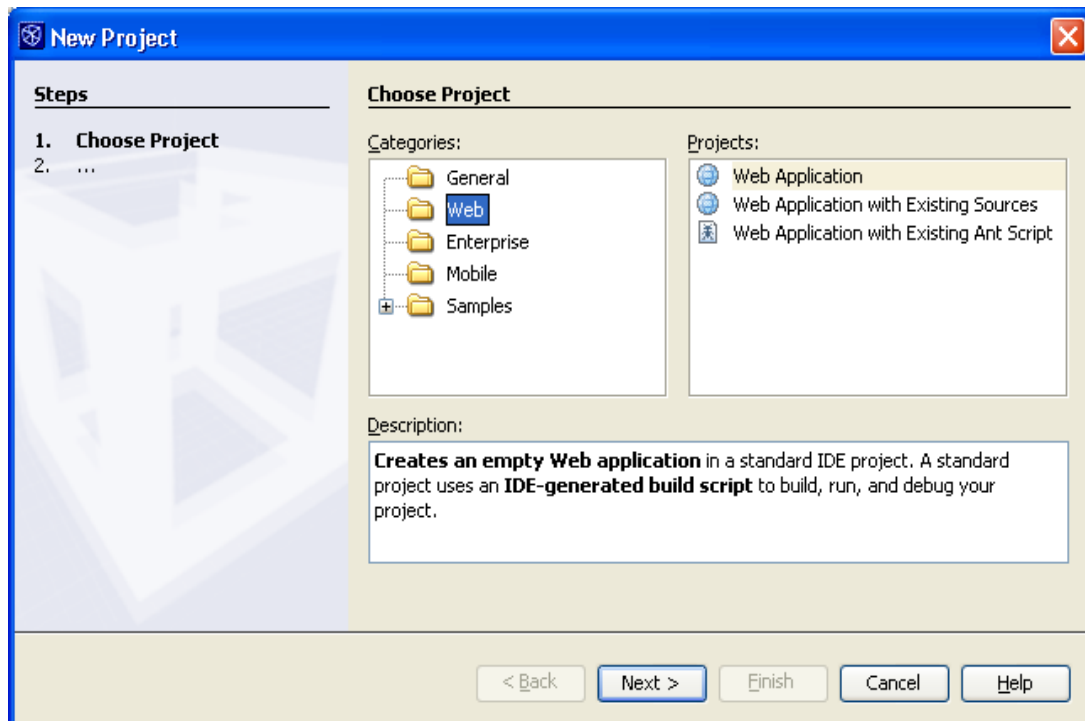 New Project
Steps
1. Choose Project
2. ...
Choose Project
Categories:
General
Web
Enterprise
Mobile
Samples
Projects:
Web Application
Web Application with Existing Sources
Web Application with Existing Ant Script
Description:
Creates an empty Web application in a standard IDE project. A standard
project uses an IDE-generated build script to build, run, and debug your
project.
< Back
Next >
Finish
Cancel
Help